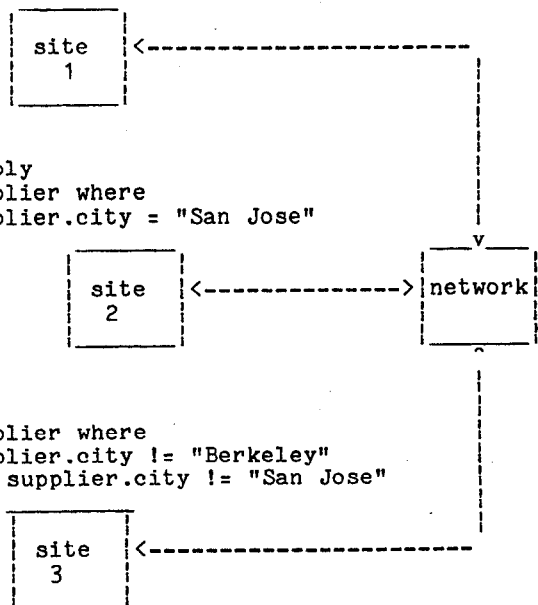 site
1
ply
plier where
plier.city = "San Jose"
site
2
network
plier where
plier.city != "Berkeley"
supplier.city != "San Jose"
site
3